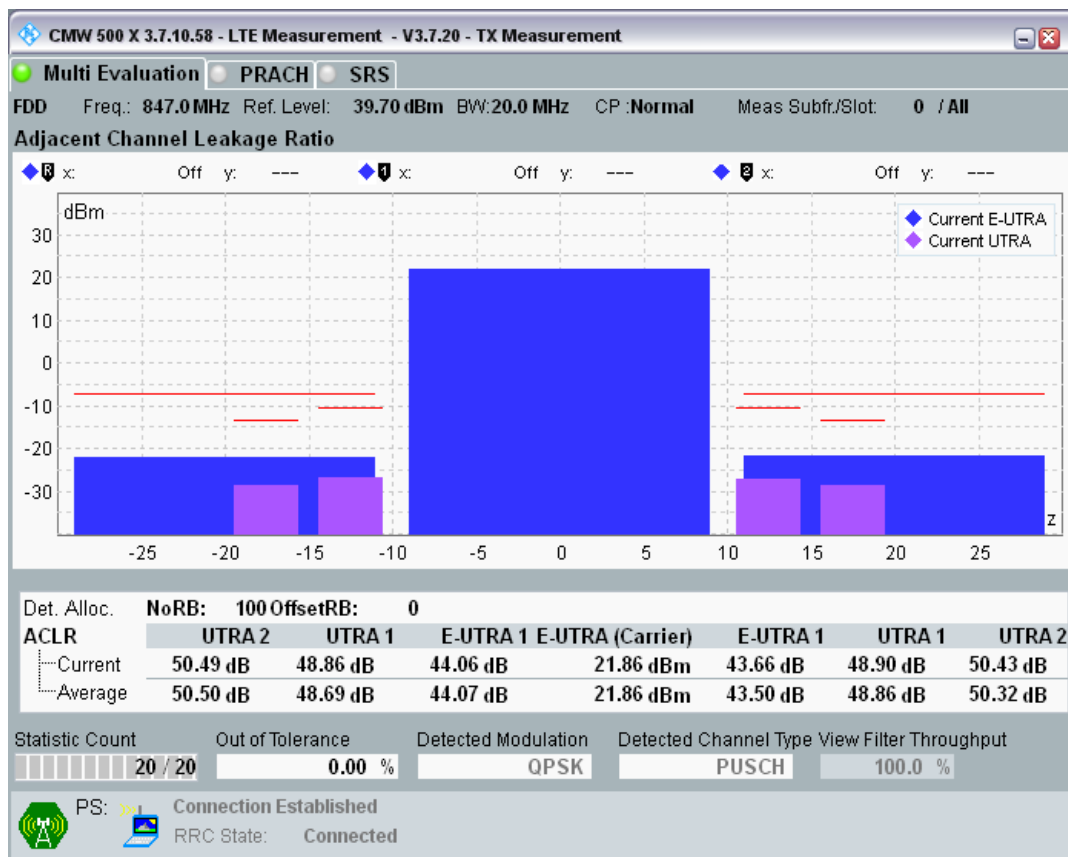 CMW 500 X 3.7.10.58 - LTE Measurement - V3.7.20 - TX Measurement
Multi Evaluation PRACH SRS
FDD Freq.: 847.0 MHz Ref. Level: 39.70 dBm BW:20.0 MHz CP :Normal Meas Subfr./Slot: 0 / All
Adjacent Channel Leakage Ratio
R x: Off y: --- 1 x: Off y: --- 2 x: Off y: ---
dBm
Current E-UTRA
Current UTRA
30
20
10
0
-10
-20
-30
z
-25 -20 -15 -10 -5 0 5 10 15 20 25
Det. Alloc. NoRB: 100 OffsetRB: 0
ACLR UTRA 2 UTRA 1 E-UTRA 1 E-UTRA (Carrier) E-UTRA 1 UTRA 1 UTRA 2
Current 50.49 dB 48.86 dB 44.06 dB 21.86 dBm 43.66 dB 48.90 dB 50.43 dB
Average 50.50 dB 48.69 dB 44.07 dB 21.86 dBm 43.50 dB 48.86 dB 50.32 dB
Statistic Count Out of Tolerance Detected Modulation Detected Channel Type View Filter Throughput
20 / 20 0.00 % QPSK PUSCH 100.0 %
PS: Connection Established
RRC State: Connected